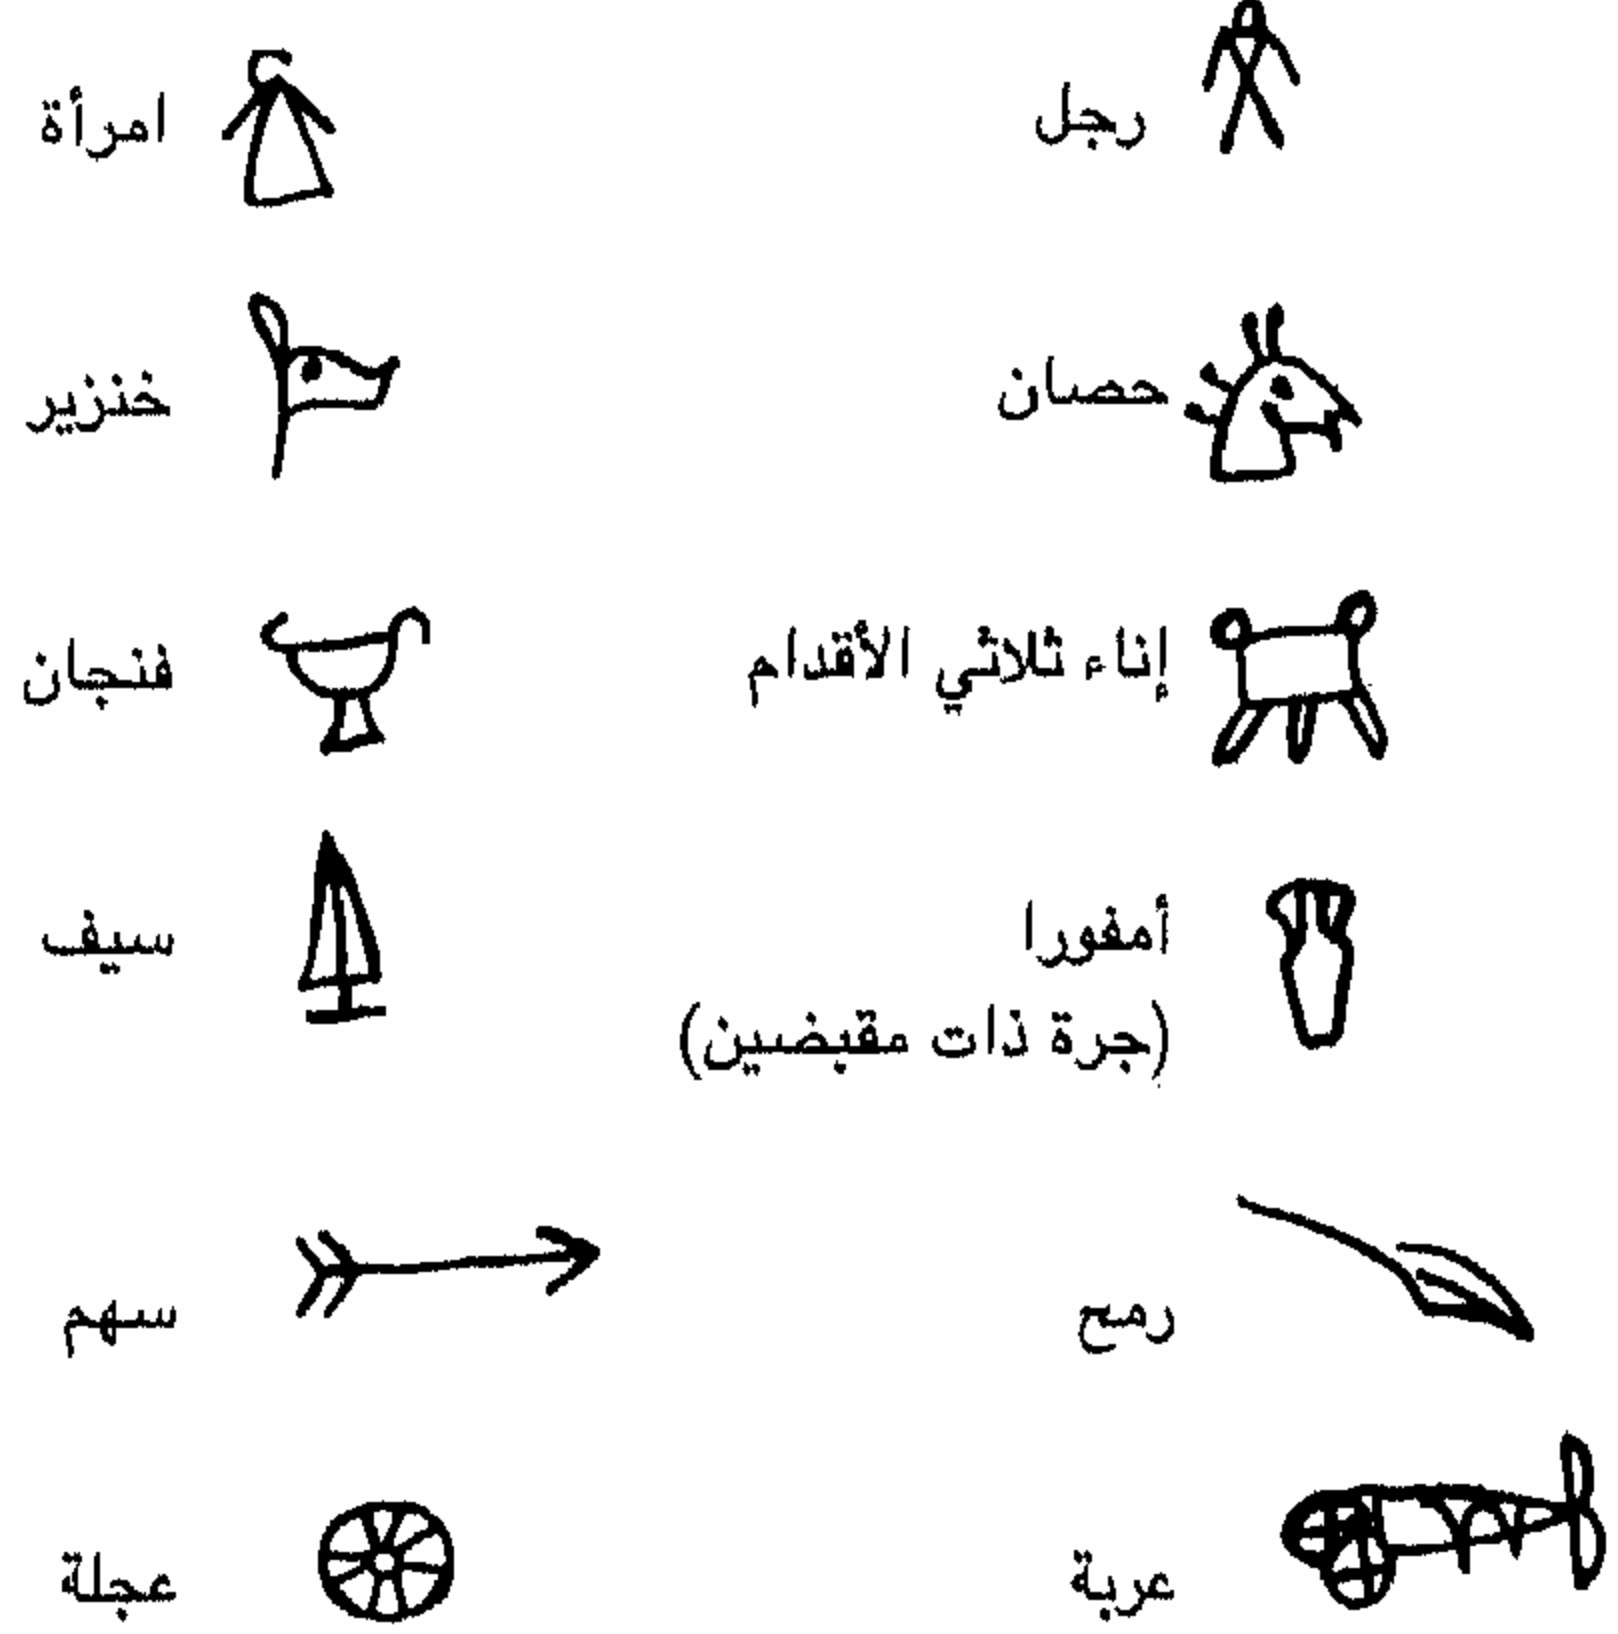 رجل
امرأة
حصان
خنزير
إناء ثلاثي الأقدام
فنجان
أمفورا
(جرة ذات مقبضين)
سيف
رمح
سهم
عربة
عجلة